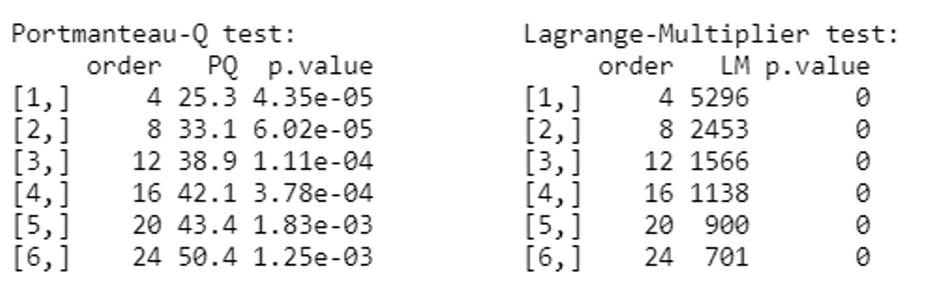 Portmanteau-Q test:
     order   PQ  p.value
[1,]     4 25.3 4.35e-05
[2,]     8 33.1 6.02e-05
[3,]    12 38.9 1.11e-04
[4,]    16 42.1 3.78e-04
[5,]    20 43.4 1.83e-03
[6,]    24 50.4 1.25e-03
Lagrange-Multiplier test:
     order   LM p.value
[1,]     4 5296       0
[2,]     8 2453       0
[3,]    12 1566       0
[4,]    16 1138       0
[5,]    20  900       0
[6,]    24  701       0